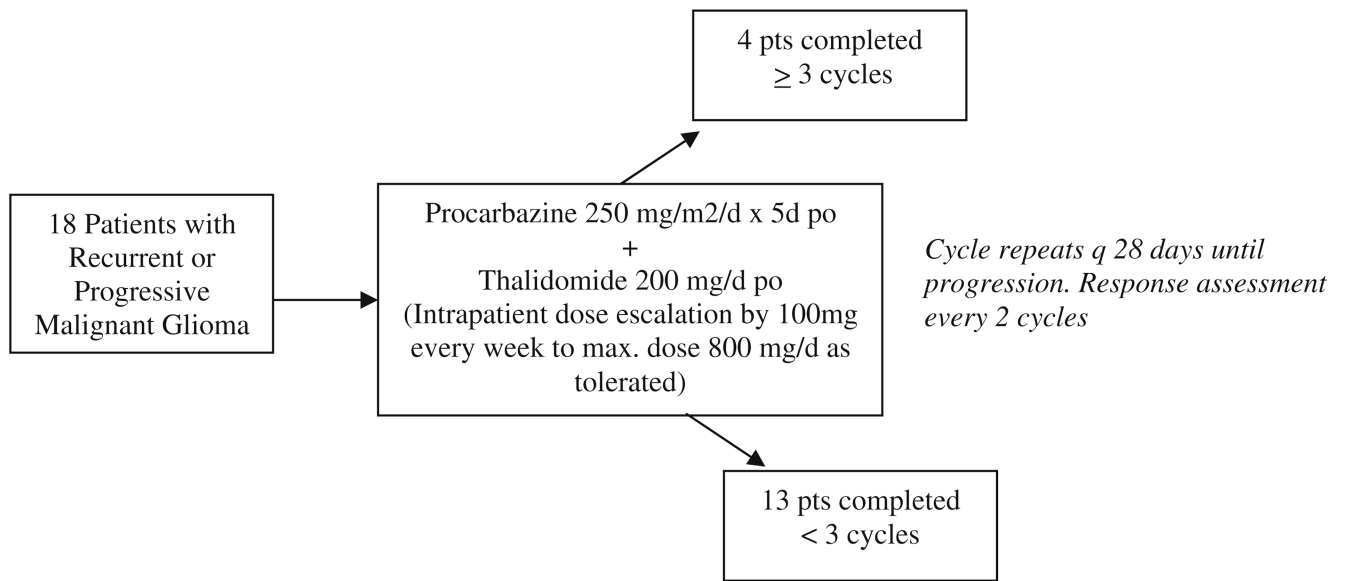 4 pts completed
≥ 3 cycles
18 Patients with
Recurrent or
Progressive
Malignant Glioma
Procarbazine 250 mg/m2/d x 5d po
+
Thalidomide 200 mg/d po
(Intrapatient dose escalation by 100mg
every week to max. dose 800 mg/d as
tolerated)
Cycle repeats q 28 days until
progression. Response assessment
every 2 cycles
13 pts completed
< 3 cycles